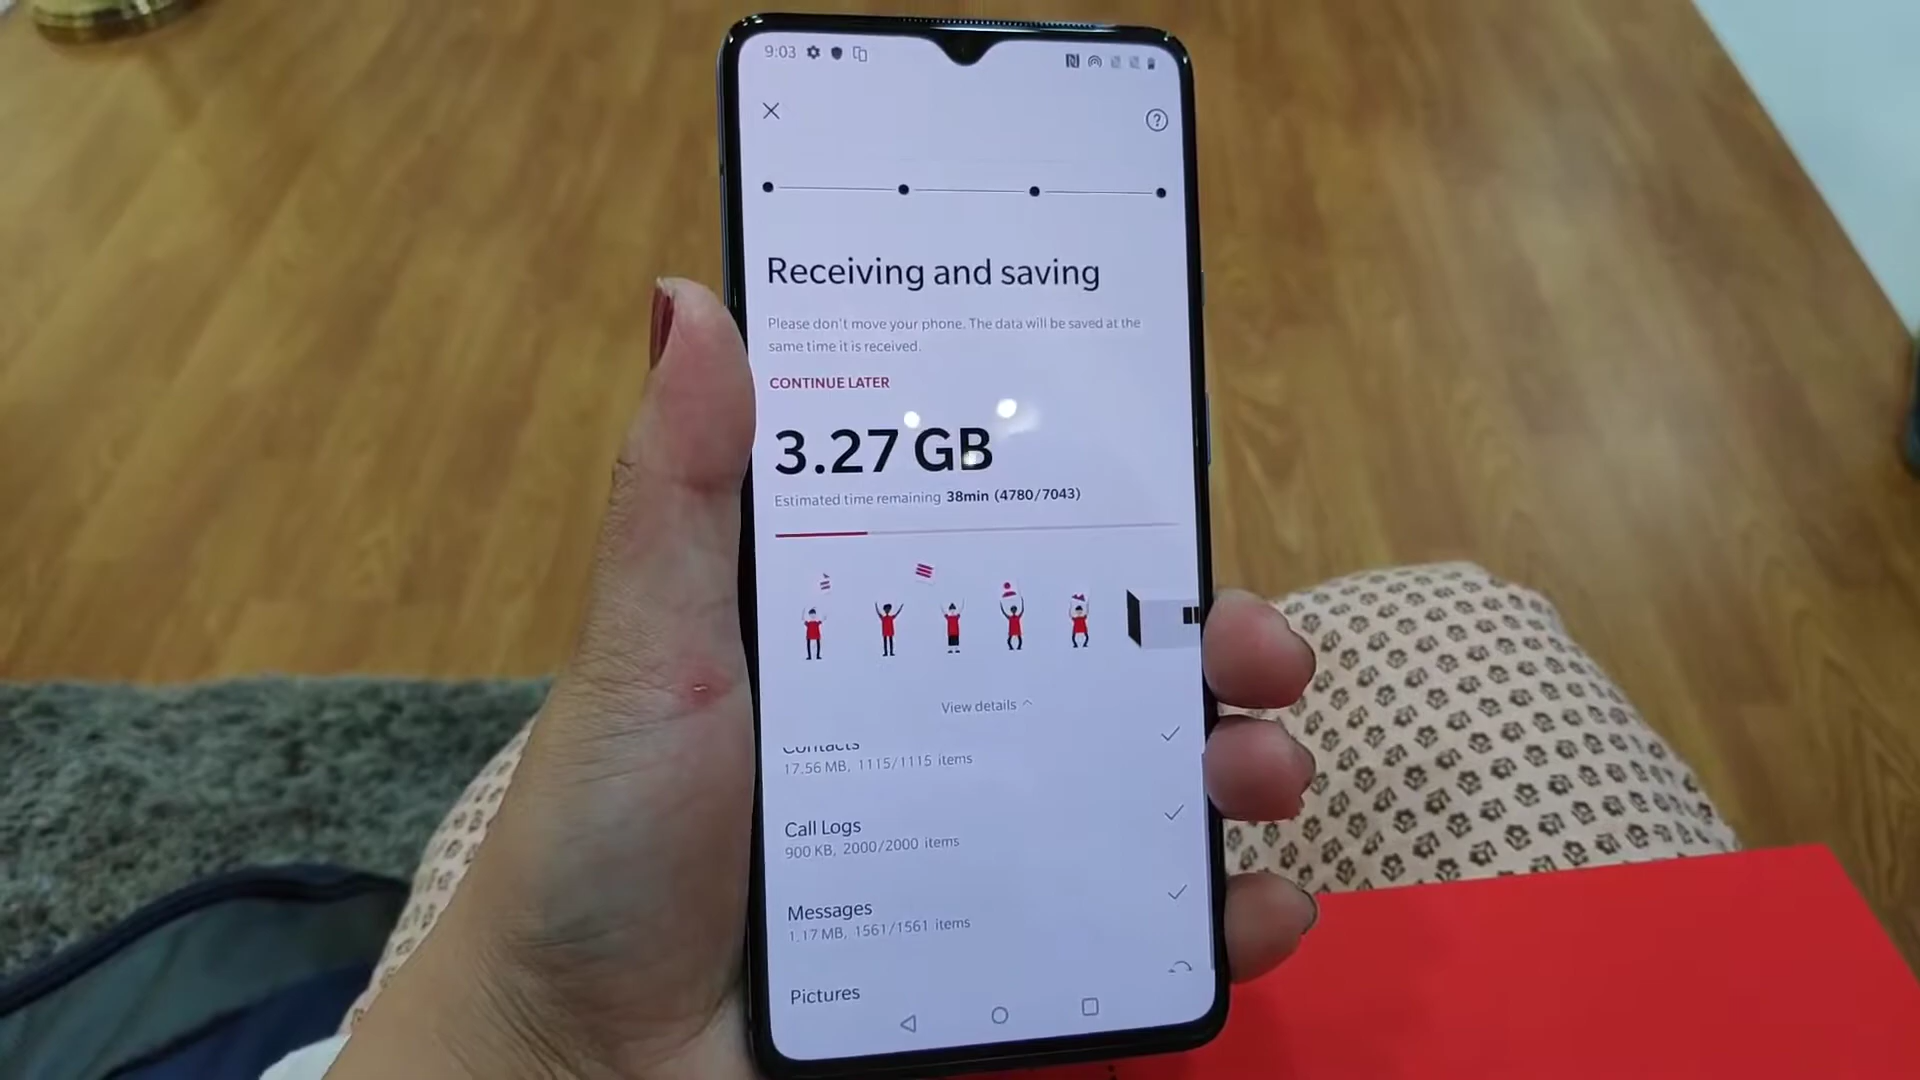 9:03
Receiving and saving
Please don't move your phone. The data will be saved at the
same time it is received.
CONTINUE LATER
3.27 GB
Estimated time remaining 38min (4780/7043)
View details
Contacts
17.56 MB, 1115/1115 items
Call Logs
900 KB, 2000/2000 items
Messages
1.17 MB, 1561/1561 items
Pictures